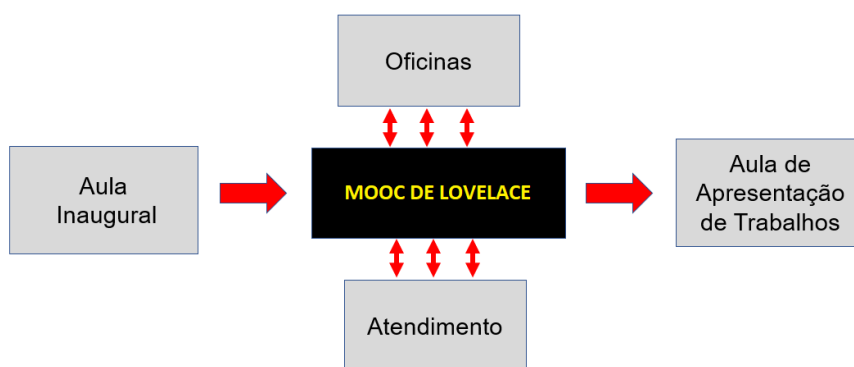 Oficinas
Aula
Inaugural
MOOC DE LOVELACE
Aula de
Apresentação
de Trabalhos
Atendimento